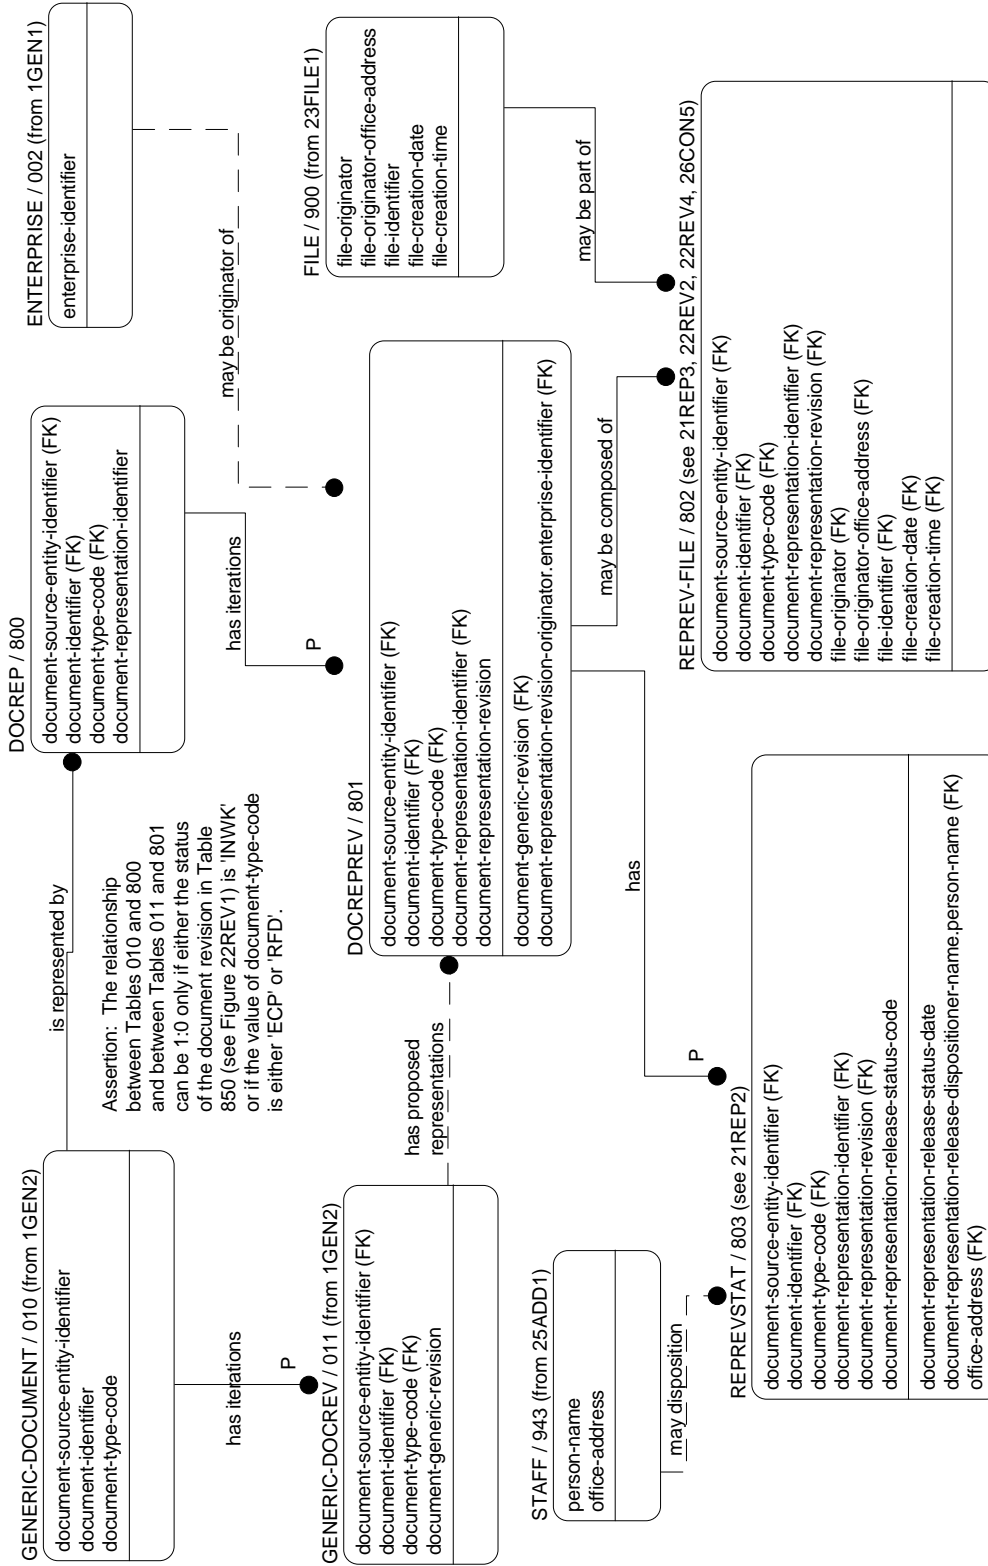 GENERIC-DOCUMENT / 010 (from 1GEN2)
document-source-entity-identifier
document-identifier
document-type-code
is represented by
DOCREP / 800
document-source-entity-identifier (FK)
document-identifier (FK)
document-type-code (FK)
document-representation-identifier
ENTERPRISE / 002 (from 1GEN1)
enterprise-identifier
Assertion: The relationship
between Tables 010 and 800
and between Tables 011 and 801
can be 1:0 only if either the status
of the document revision in Table
850 (see Figure 22REV1) is 'INWK'
or if the value of document-type-code
is either 'ECP' or 'RFD'.
has iterations
P
has iterations
P
may be originator of
GENERIC-DOCREV / 011 (from 1GEN2)
document-source-entity-identifier (FK)
document-identifier (FK)
document-type-code (FK)
document-generic-revision
has proposed
representations
DOCREPREV / 801
document-source-entity-identifier (FK)
document-identifier (FK)
document-type-code (FK)
document-representation-identifier (FK)
document-representation-revision
document-generic-revision (FK)
document-representation-revision-originator.enterprise-identifier (FK)
FILE / 900 (from 23FILE1)
file-originator
file-originator-office-address
file-identifier
file-creation-date
file-creation-time
STAFF / 943 (from 25ADD1)
person-name
office-address
may disposition
has
P
may be composed of
may be part of
REPREVSTAT / 803 (see 21REP2)
document-source-entity-identifier (FK)
document-identifier (FK)
document-type-code (FK)
document-representation-identifier (FK)
document-representation-revision (FK)
document-representation-release-status-code
document-representation-release-status-date
document-representation-release-dispositioner-name.person-name (FK)
office-address (FK)
REPREV-FILE / 802 (see 21REP3, 22REV2, 22REV4, 26CON5)
document-source-entity-identifier (FK)
document-identifier (FK)
document-type-code (FK)
document-representation-identifier (FK)
document-representation-revision (FK)
file-originator (FK)
file-originator-office-address (FK)
file-identifier (FK)
file-creation-date (FK)
file-creation-time (FK)